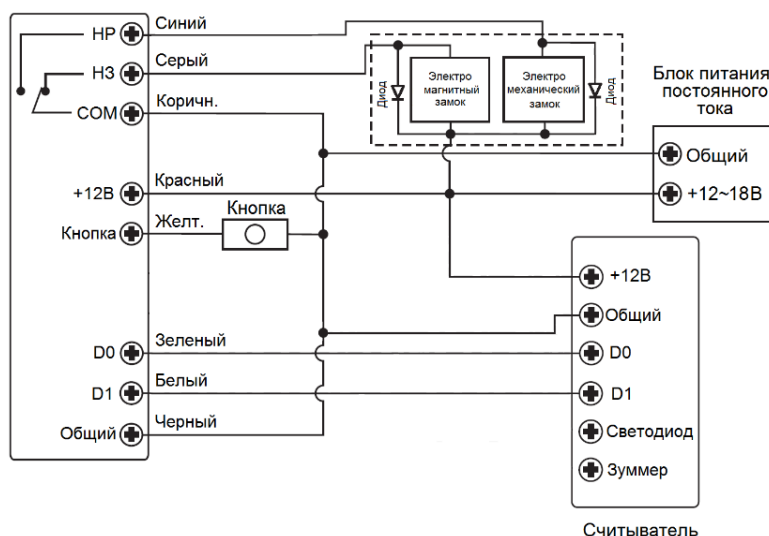 НР
Синий
НЗ
Серый
COM
Коричн.
Диод
Электро
магнитный
замок
Электро
механический
замок
Диод
Блок питания
постоянного
тока
Общий
+12~18В
+12В
Красный
Кнопка
Желт.
Кнопка
+12В
Общий
D0
Зеленый
D0
D1
Белый
D1
Общий
Черный
Светодиод
Зуммер
Считыватель